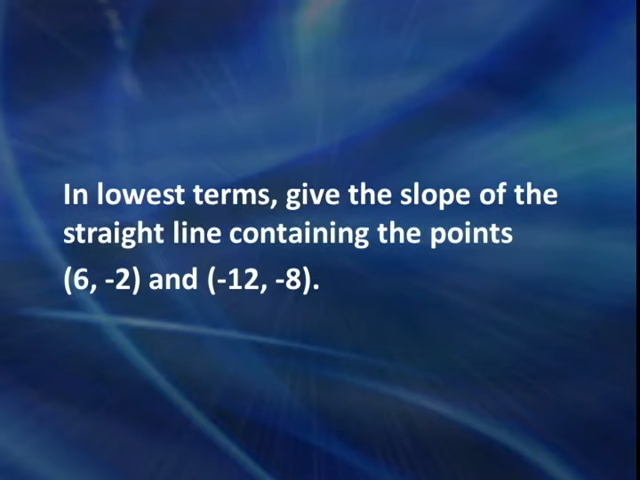 In lowest terms, give the slope of the
straight line containing the points
(6, -2) and (-12, -8).